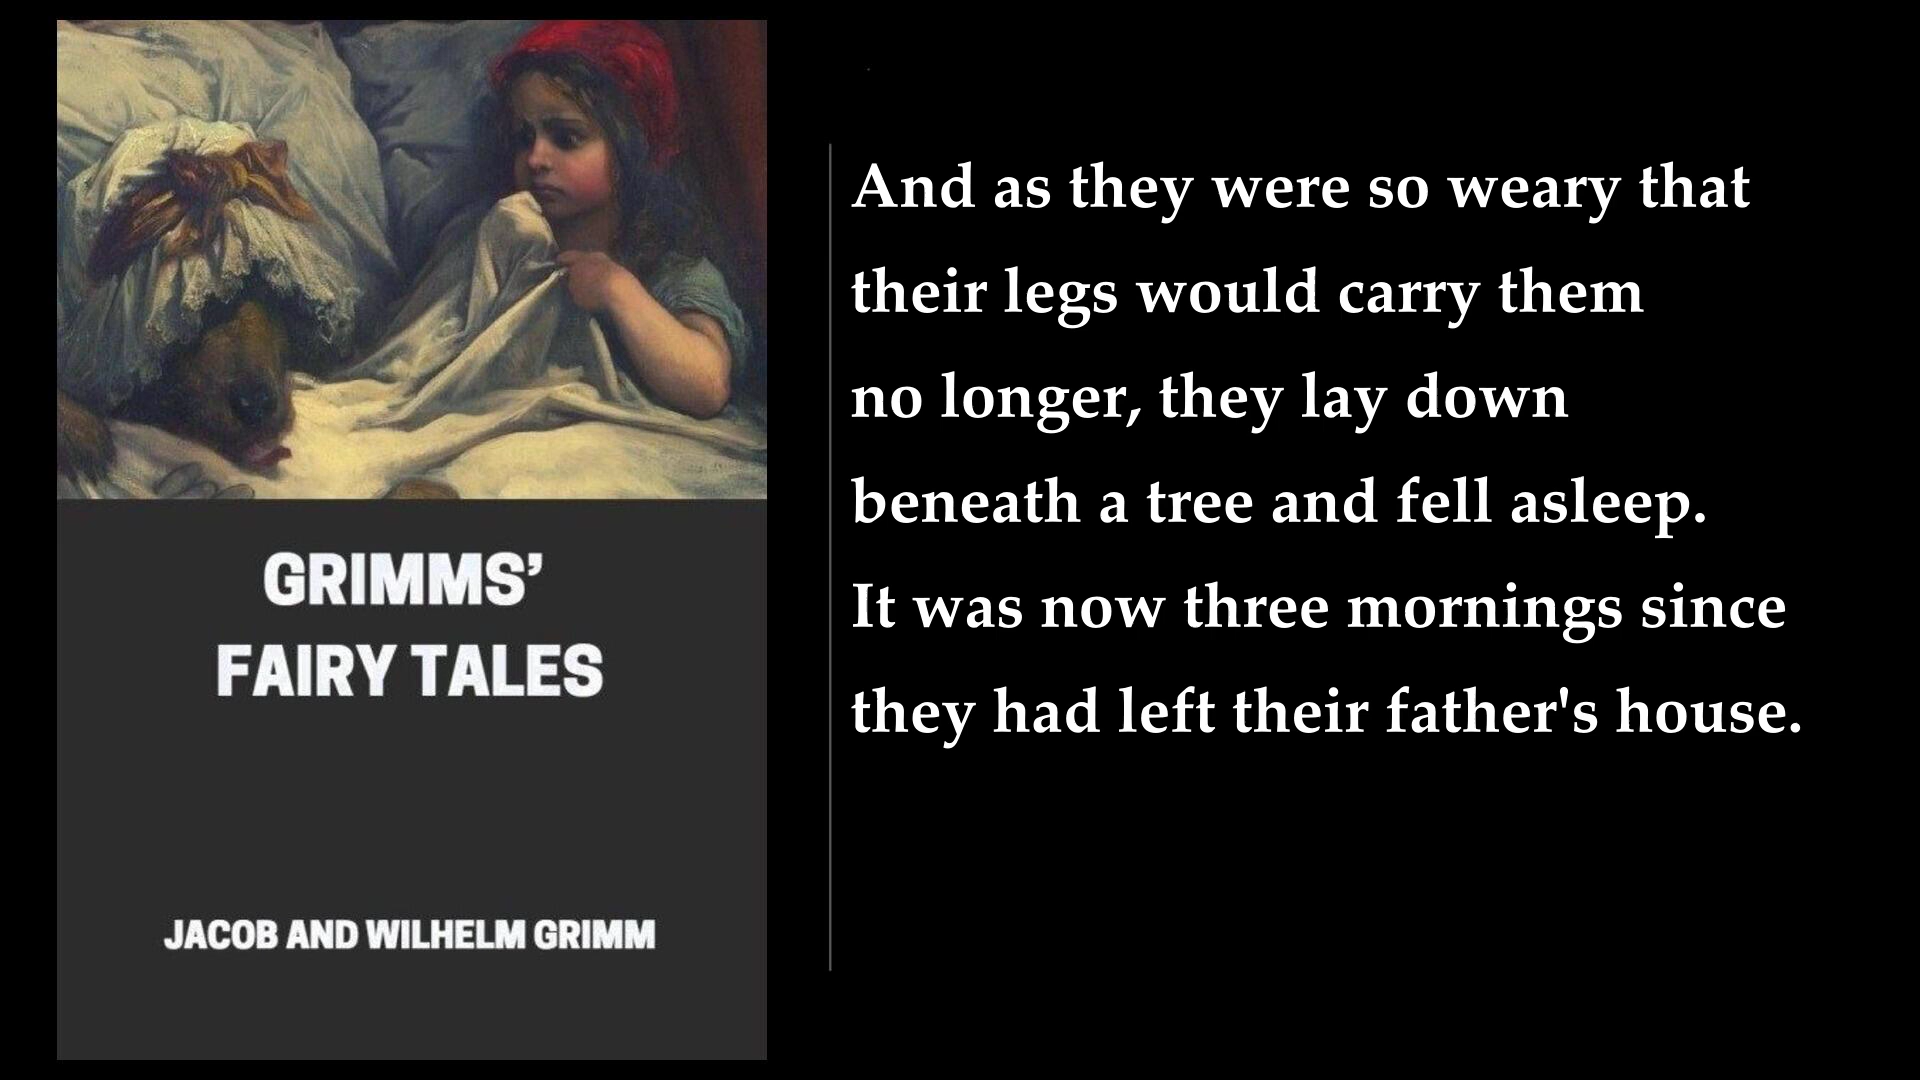 GRIMMS’
FAIRY TALES
JACOB AND WILHELM GRIMM
And as they were so weary that
their legs would carry them
no longer, they lay down
beneath a tree and fell asleep.
It was now three mornings since
they had left their father's house.